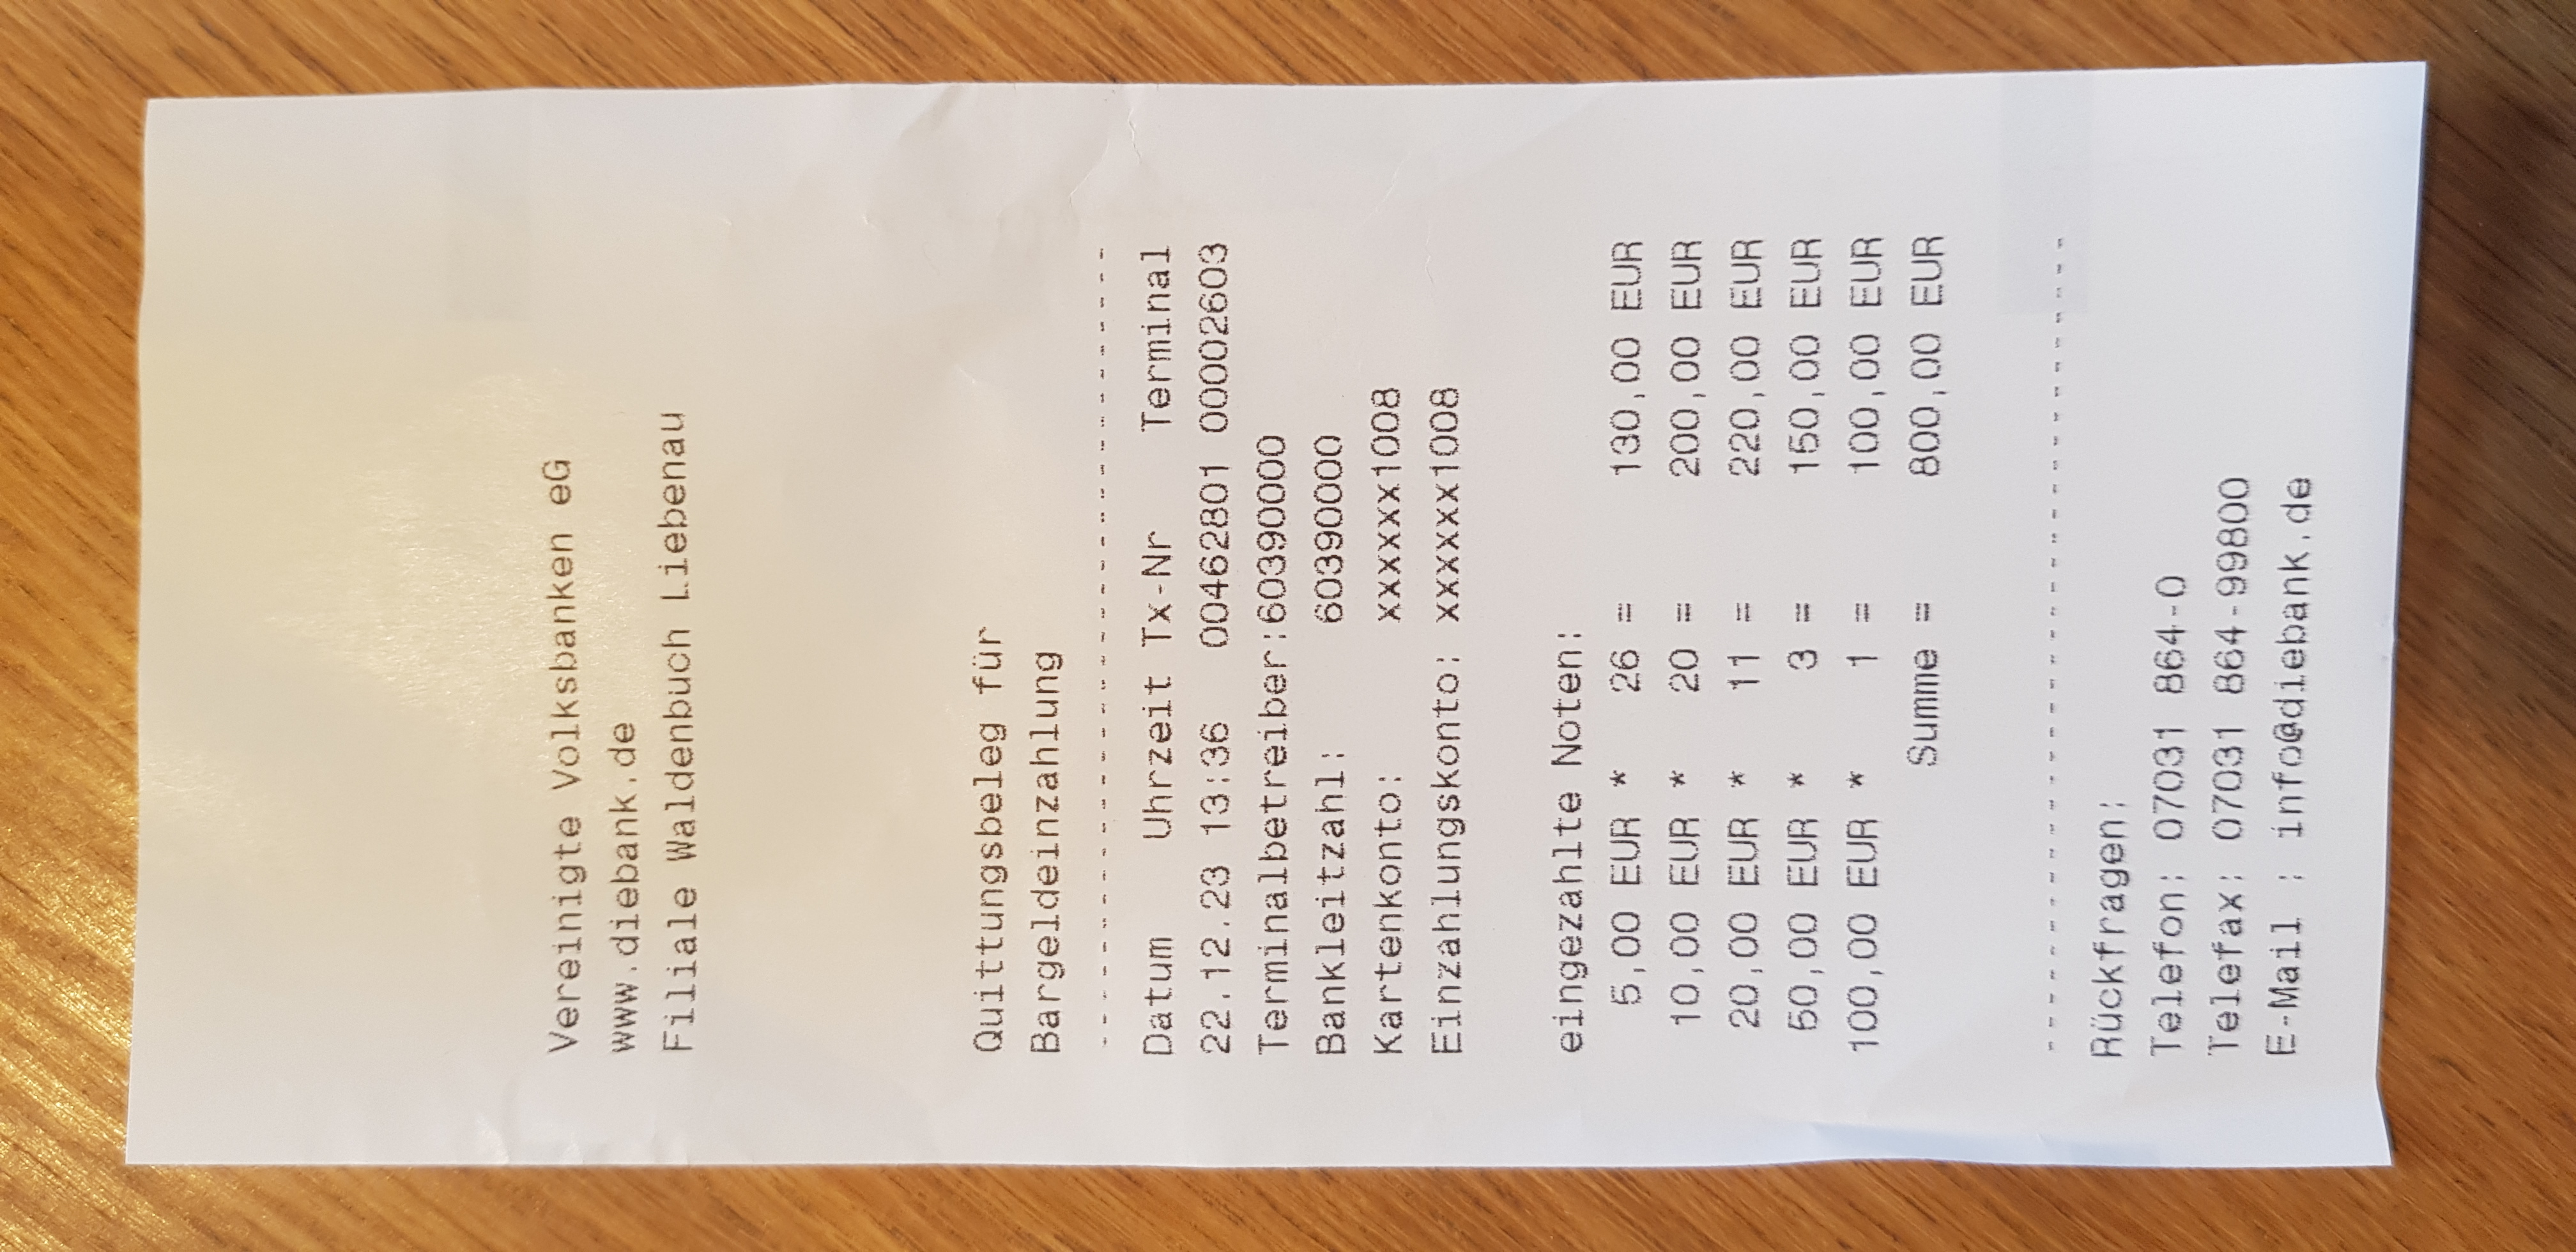 Vereinigte Volksbanken eG
www.diebank.de
Filiale Waldenbuch Liebenau
Quittungsbeleg für
Bargeldeinzahlung
-----------------------------------
Datum Uhrzeit Tx-Nr Terminal
22.12.23 13:36 00462801 00002603
Terminalbetreiber:60390000
Bankleitzahl: 60390000
Kartenkonto: xxxxxx1008
Einzahlungskonto: xxxxxx1008
eingezahlte Noten:
5,00 EUR * 26 = 130,00 EUR
10,00 EUR * 20 = 200,00 EUR
20,00 EUR * 11 = 220,00 EUR
50,00 EUR * 3 = 150,00 EUR
100,00 EUR * 1 = 100,00 EUR
Summe = 800,00 EUR
-----------------------------------
Rückfragen:
Telefon: 07031 864-0
Telefax: 07031 864-99800
E-Mail : info@diebank.de